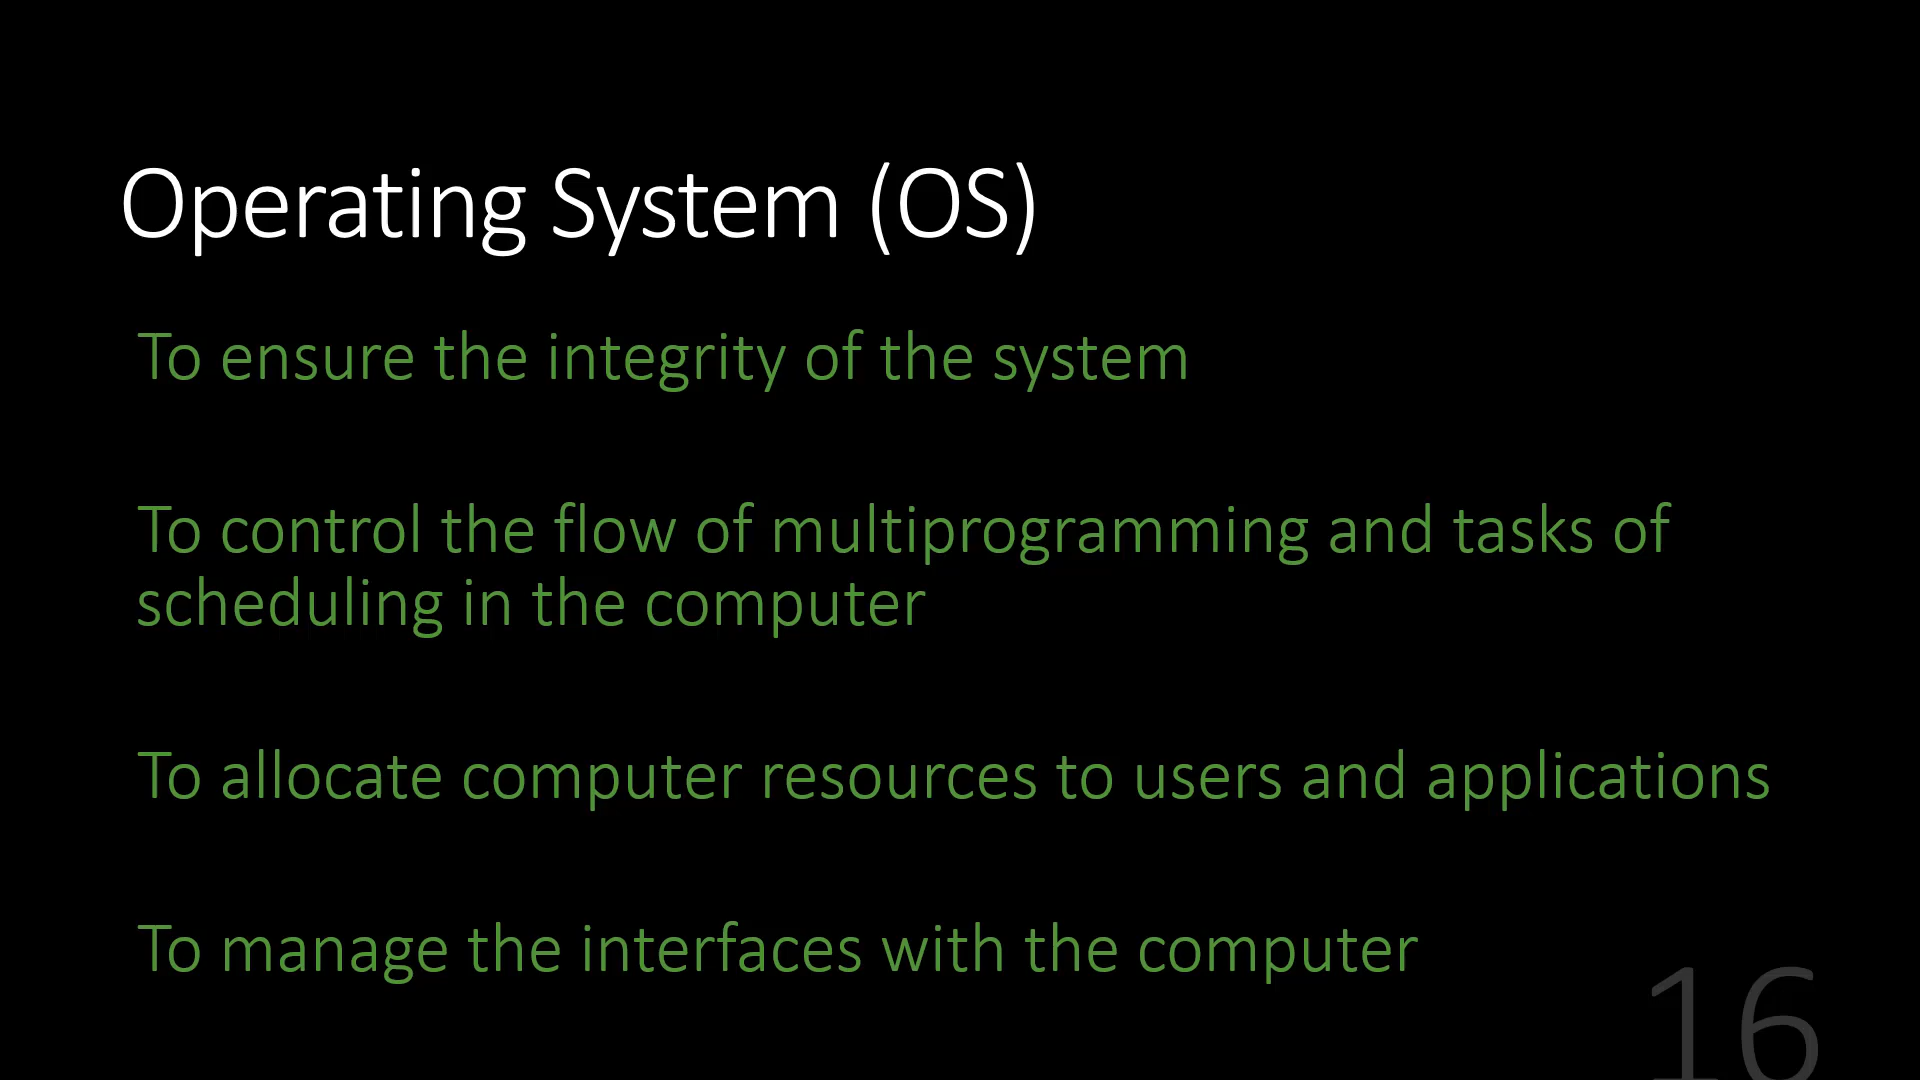 Operating System (OS)
To ensure the integrity of the system
To control the flow of multiprogramming and tasks of
scheduling in the computer
To allocate computer resources to users and applications
To manage the interfaces with the computer
16